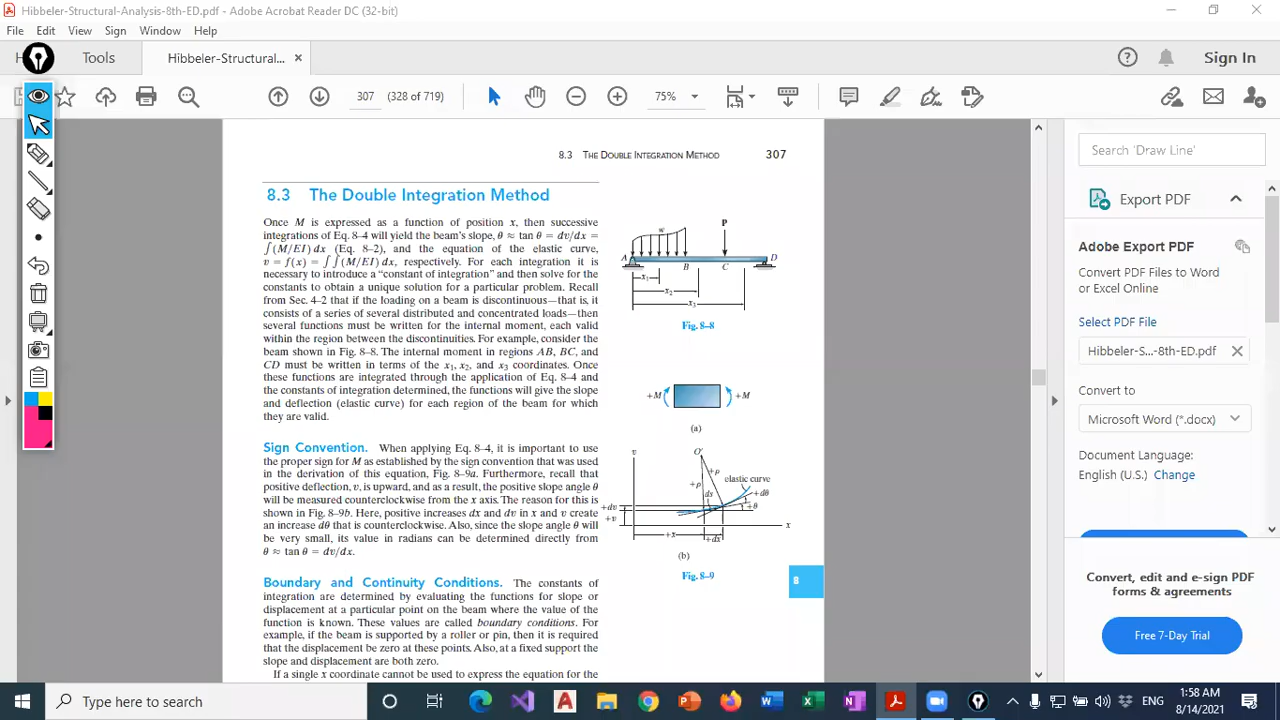 Hibbeler-Structural-Analysis-8th-ED.pdf - Adobe Acrobat Reader DC (32-bit)
File Edit View Sign Window Help
Tools
Hibbeler-Structural... ×
Sign In
307 (328 of 719)
75%
8.3 THE DOUBLE INTEGRATION METHOD 307
8.3 The Double Integration Method
Once M is expressed as a function of position x, then successive
integrations of Eq. 8–4 will yield the beam's slope, θ ≈ tan θ = dv/dx =
∫(M/EI) dx (Eq. 8–2), and the equation of the elastic curve,
v = f(x) = ∫∫(M/EI) dx, respectively. For each integration it is
necessary to introduce a “constant of integration” and then solve for the
constants to obtain a unique solution for a particular problem. Recall
from Sec. 4–2 that if the loading on a beam is discontinuous—that is, it
consists of a series of several distributed and concentrated loads—then
several functions must be written for the internal moment, each valid
within the region between the discontinuities. For example, consider the
beam shown in Fig. 8–8. The internal moment in regions AB, BC, and
CD must be written in terms of the x₁, x₂, and x₃ coordinates. Once
these functions are integrated through the application of Eq. 8–4 and
the constants of integration determined, the functions will give the slope
and deflection (elastic curve) for each region of the beam for which
they are valid.
Sign Convention. When applying Eq. 8–4, it is important to use
the proper sign for M as established by the sign convention that was used
in the derivation of this equation, Fig. 8–9a. Furthermore, recall that
positive deflection, v, is upward, and as a result, the positive slope angle θ
will be measured counterclockwise from the x axis. The reason for this is
shown in Fig. 8–9b. Here, positive increases dx and dv in x and v create
an increase dθ that is counterclockwise. Also, since the slope angle θ will
be very small, its value in radians can be determined directly from
θ ≈ tan θ = dv/dx.
Boundary and Continuity Conditions. The constants of
integration are determined by evaluating the functions for slope or
displacement at a particular point on the beam where the value of the
function is known. These values are called boundary conditions. For
example, if the beam is supported by a roller or pin, then it is required
that the displacement be zero at these points. Also, at a fixed support the
slope and displacement are both zero.
If a single x coordinate cannot be used to express the equation for the
w
P
A
B
C
D
x₁
x₂
x₃
Fig. 8–8
+M +M
(a)
v
O′
+ρ
+ρ
elastic curve
ds
+dθ
+θ
+dv
+v
x
+x
+dx
(b)
Fig. 8–9
8
Search 'Draw Line'
Export PDF
Adobe Export PDF
Convert PDF Files to Word
or Excel Online
Select PDF File
Hibbeler-S...-8th-ED.pdf
Convert to
Microsoft Word (*.docx)
Document Language:
English (U.S.) Change
Convert, edit and e-sign PDF
forms & agreements
Free 7-Day Trial
Type here to search
ENG
1:58 AM
8/14/2021